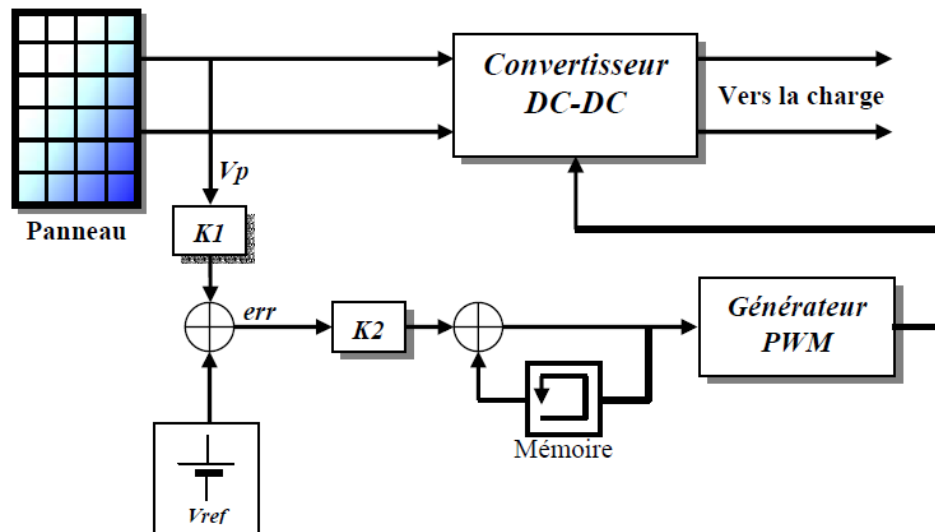 Convertisseur
DC-DC
Vers la charge
Vp
Panneau
K1
err
K2
Générateur
PWM
Mémoire
Vref